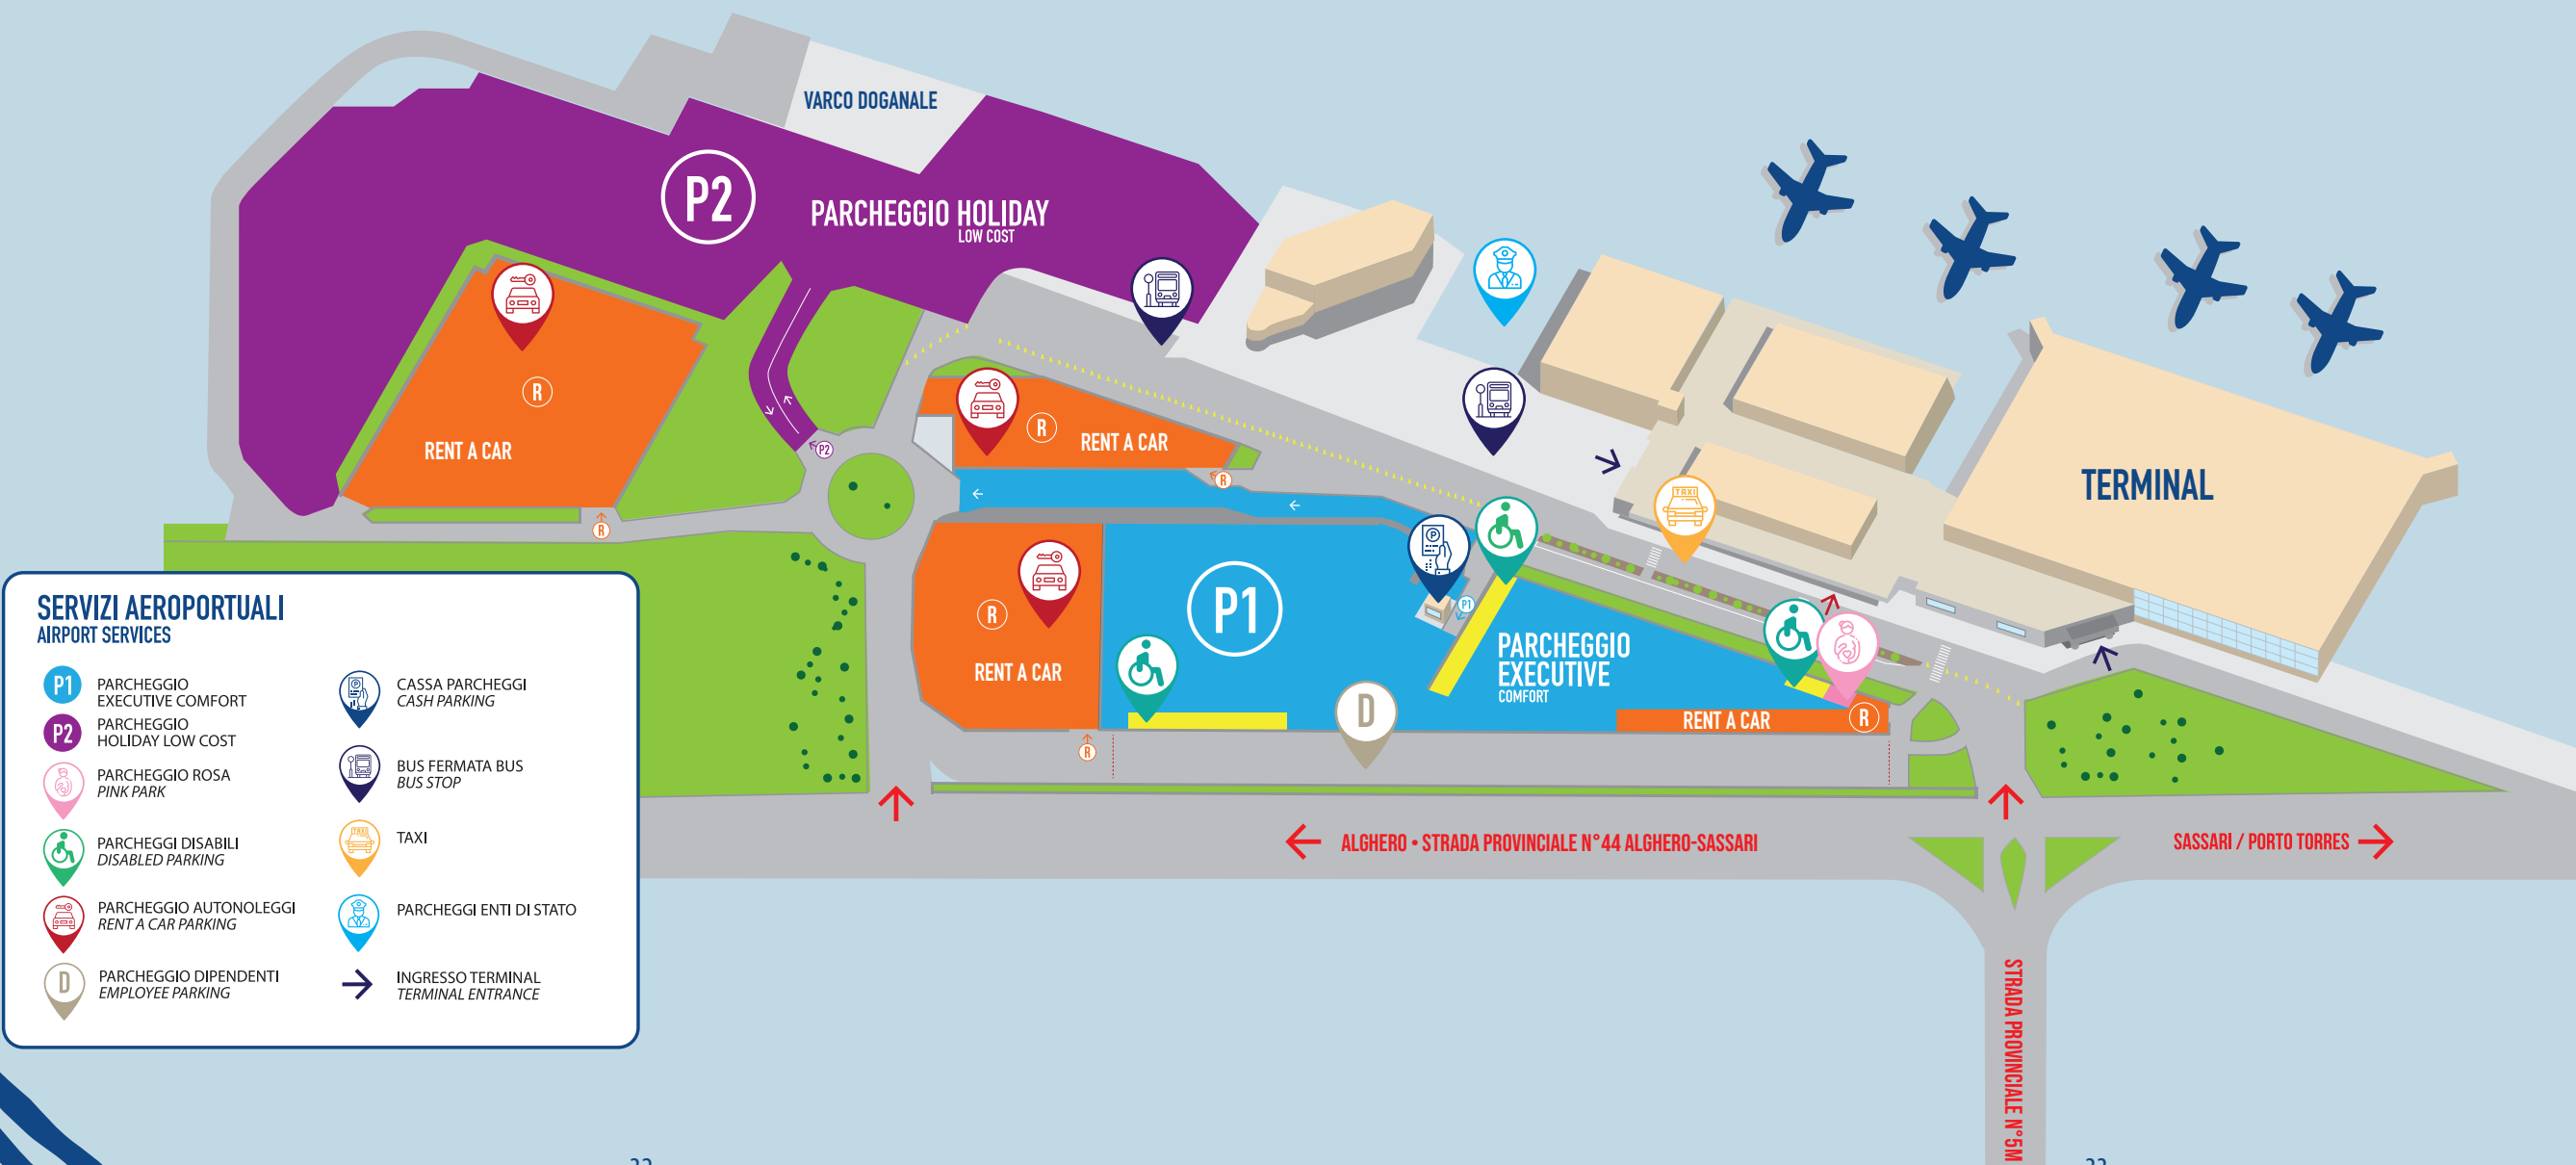 VARCO DOGANALE
P2
PARCHEGGIO HOLIDAY
LOW COST
R
RENT A CAR
R
P2
R
RENT A CAR
R
R
RENT A CAR
R
P1
P1
PARCHEGGIO
EXECUTIVE
COMFORT
D
RENT A CAR
R
TAXI
TERMINAL
ALGHERO • STRADA PROVINCIALE N°44 ALGHERO-SASSARI
SASSARI / PORTO TORRES
STRADA PROVINCIALE N°5M
SERVIZI AEROPORTUALI
AIRPORT SERVICES
P1
PARCHEGGIO
EXECUTIVE COMFORT
P2
PARCHEGGIO
HOLIDAY LOW COST
PARCHEGGIO ROSA
PINK PARK
PARCHEGGI DISABILI
DISABLED PARKING
PARCHEGGIO AUTONOLEGGI
RENT A CAR PARKING
D
PARCHEGGIO DIPENDENTI
EMPLOYEE PARKING
P
CASSA PARCHEGGI
CASH PARKING
BUS FERMATA BUS
BUS STOP
TAXI
TAXI
PARCHEGGI ENTI DI STATO
INGRESSO TERMINAL
TERMINAL ENTRANCE